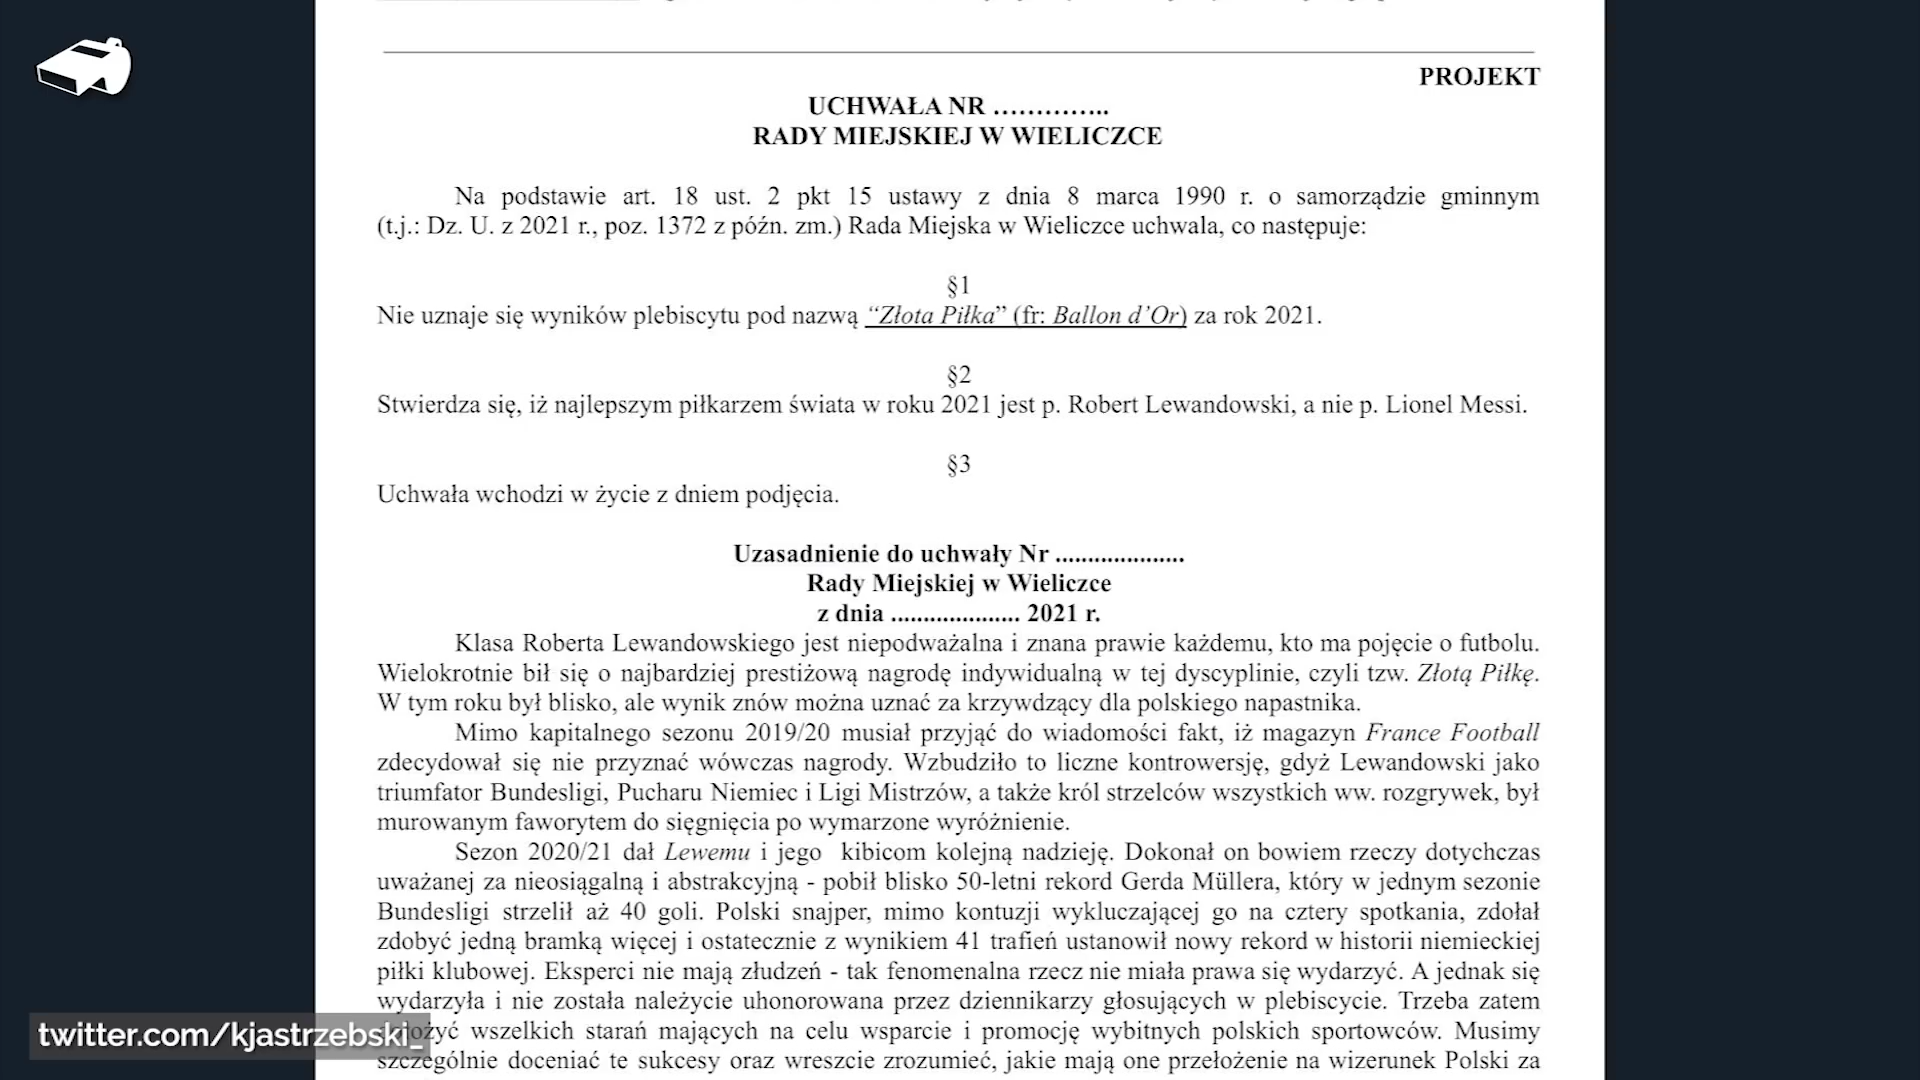 PROJEKT
UCHWAŁA NR …………..
RADY MIEJSKIEJ W WIELICZCE
Na podstawie art. 18 ust. 2 pkt 15 ustawy z dnia 8 marca 1990 r. o samorządzie gminnym
(t.j.: Dz. U. z 2021 r., poz. 1372 z późn. zm.) Rada Miejska w Wieliczce uchwala, co następuje:
§1
Nie uznaje się wyników plebiscytu pod nazwą “Złota Piłka” (fr: Ballon d’Or) za rok 2021.
§2
Stwierdza się, iż najlepszym piłkarzem świata w roku 2021 jest p. Robert Lewandowski, a nie p. Lionel Messi.
§3
Uchwała wchodzi w życie z dniem podjęcia.
Uzasadnienie do uchwały Nr ....................
Rady Miejskiej w Wieliczce
z dnia .................... 2021 r.
Klasa Roberta Lewandowskiego jest niepodważalna i znana prawie każdemu, kto ma pojęcie o futbolu.
Wielokrotnie bił się o najbardziej prestiżową nagrodę indywidualną w tej dyscyplinie, czyli tzw. Złotą Piłkę.
W tym roku był blisko, ale wynik znów można uznać za krzywdzący dla polskiego napastnika.
Mimo kapitalnego sezonu 2019/20 musiał przyjąć do wiadomości fakt, iż magazyn France Football
zdecydował się nie przyznać wówczas nagrody. Wzbudziło to liczne kontrowersję, gdyż Lewandowski jako
triumfator Bundesligi, Pucharu Niemiec i Ligi Mistrzów, a także król strzelców wszystkich ww. rozgrywek, był
murowanym faworytem do sięgnięcia po wymarzone wyróżnienie.
Sezon 2020/21 dał Lewemu i jego kibicom kolejną nadzieję. Dokonał on bowiem rzeczy dotychczas
uważanej za nieosiągalną i abstrakcyjną - pobił blisko 50-letni rekord Gerda Müllera, który w jednym sezonie
Bundesligi strzelił aż 40 goli. Polski snajper, mimo kontuzji wykluczającej go na cztery spotkania, zdołał
zdobyć jedną bramkę więcej i ostatecznie z wynikiem 41 trafień ustanowił nowy rekord w historii niemieckiej
piłki klubowej. Eksperci nie mają złudzeń - tak fenomenalna rzecz nie miała prawa się wydarzyć. A jednak się
wydarzyła i nie została należycie uhonorowana przez dziennikarzy głosujących w plebiscycie. Trzeba zatem
wszelkich starań mających na celu wsparcie i promocję wybitnych polskich sportowców. Musimy
szczególnie doceniać te sukcesy oraz wreszcie zrozumieć, jakie mają one przełożenie na wizerunek Polski za
twitter.com/kjastrzebski_